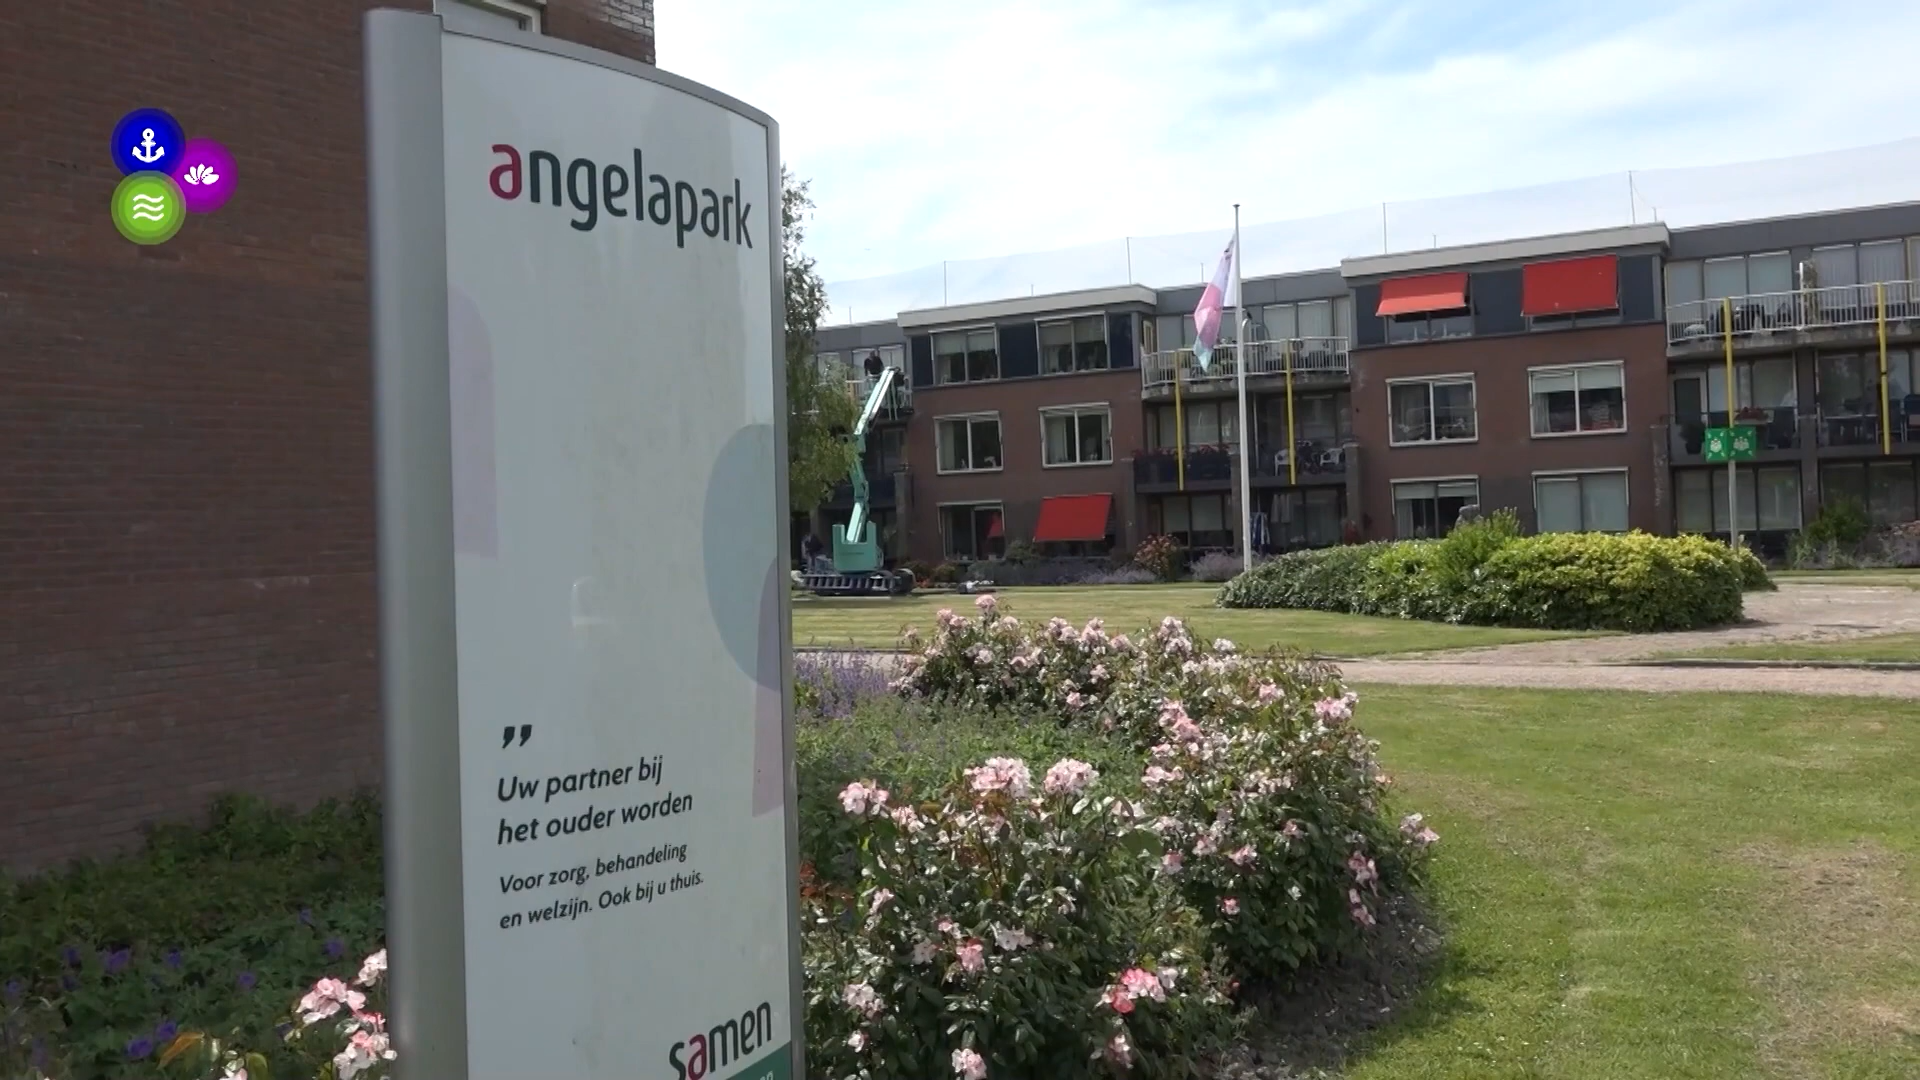 angelapark
”
Uw partner bij
het ouder worden
Voor zorg, behandeling
en welzijn. Ook bij u thuis.
samen